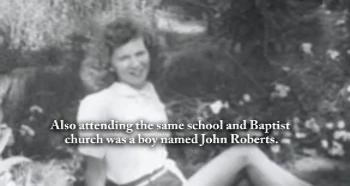 Also attending the same school and Baptist
church was a boy named John Roberts.